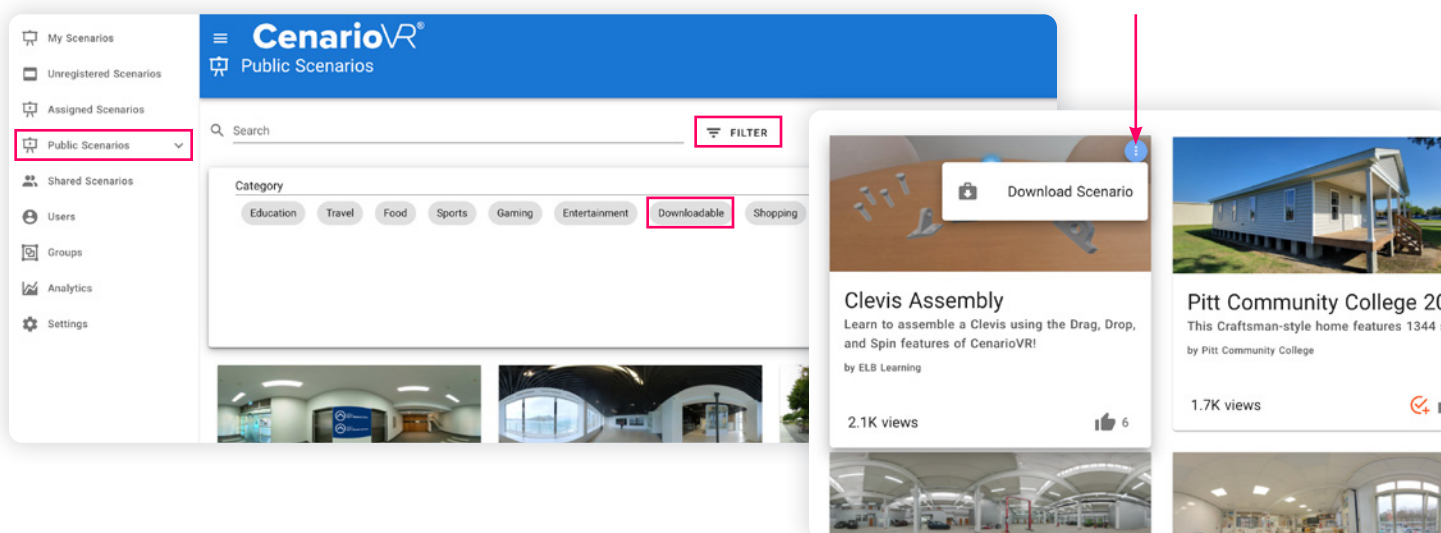 My Scenarios
Unregistered Scenarios
Assigned Scenarios
Public Scenarios
Shared Scenarios
Users
Groups
Analytics
Settings
CenarioVR®
Public Scenarios
Search
FILTER
Category
Education Travel Food Sports Gaming Entertainment Downloadable Shopping
Download Scenario
Clevis Assembly
Learn to assemble a Clevis using the Drag, Drop,
and Spin features of CenarioVR!
by ELB Learning
2.1K views
6
Pitt Community College 20
This Craftsman-style home features 1344
by Pitt Community College
1.7K views